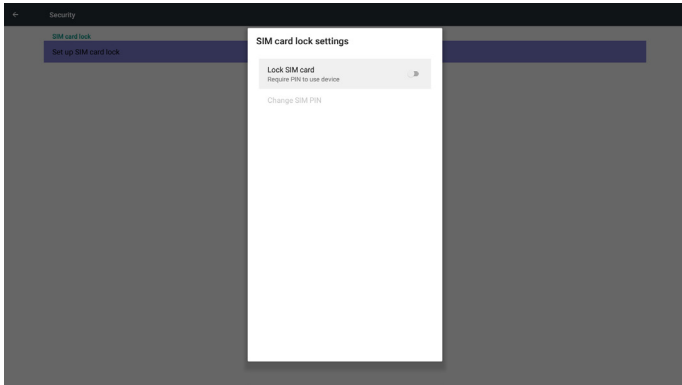 Security
SIM card lock
Set up SIM card lock
SIM card lock settings
Lock SIM card
Require PIN to use device
Change SIM PIN